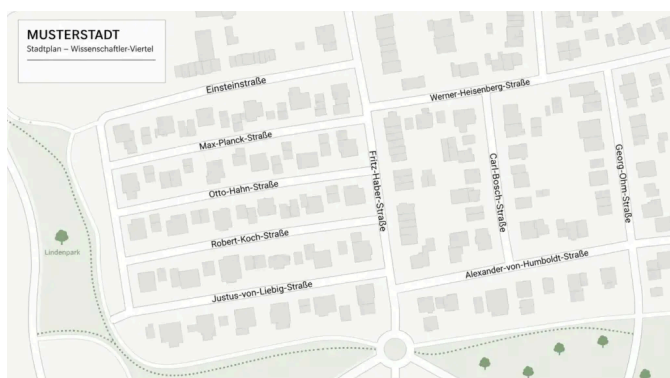 MUSTERSTADT
Stadtplan – Wissenschaftler-Viertel
Einsteinstraße
Werner-Heisenberg-Straße
Max-Planck-Straße
Otto-Hahn-Straße
Fritz-Haber-Straße
Carl-Bosch-Straße
Georg-Ohm-Straße
Robert-Koch-Straße
Lindenpark
Alexander-von-Humboldt-Straße
Justus-von-Liebig-Straße